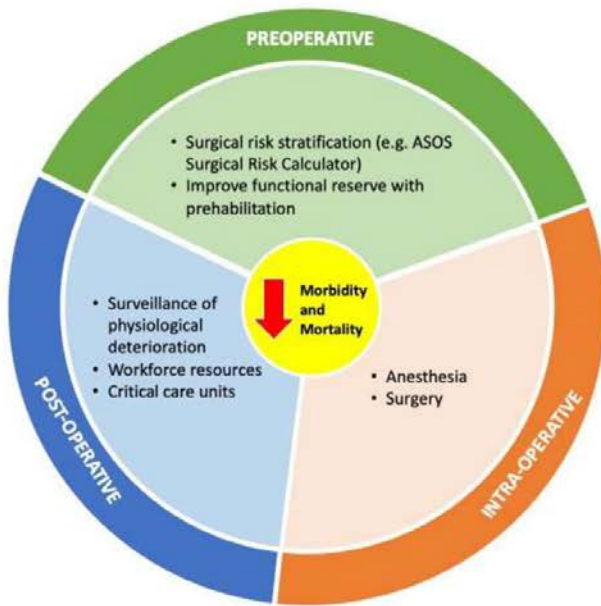 PREOPERATIVE
• Surgical risk stratification (e.g. ASOS
Surgical Risk Calculator)
• Improve functional reserve with
prehabilitation
Morbidity
and
Mortality
• Surveillance of
physiological
deterioration
• Workforce resources
• Critical care units
• Anesthesia
• Surgery
POST-OPERATIVE
INTRA-OPERATIVE